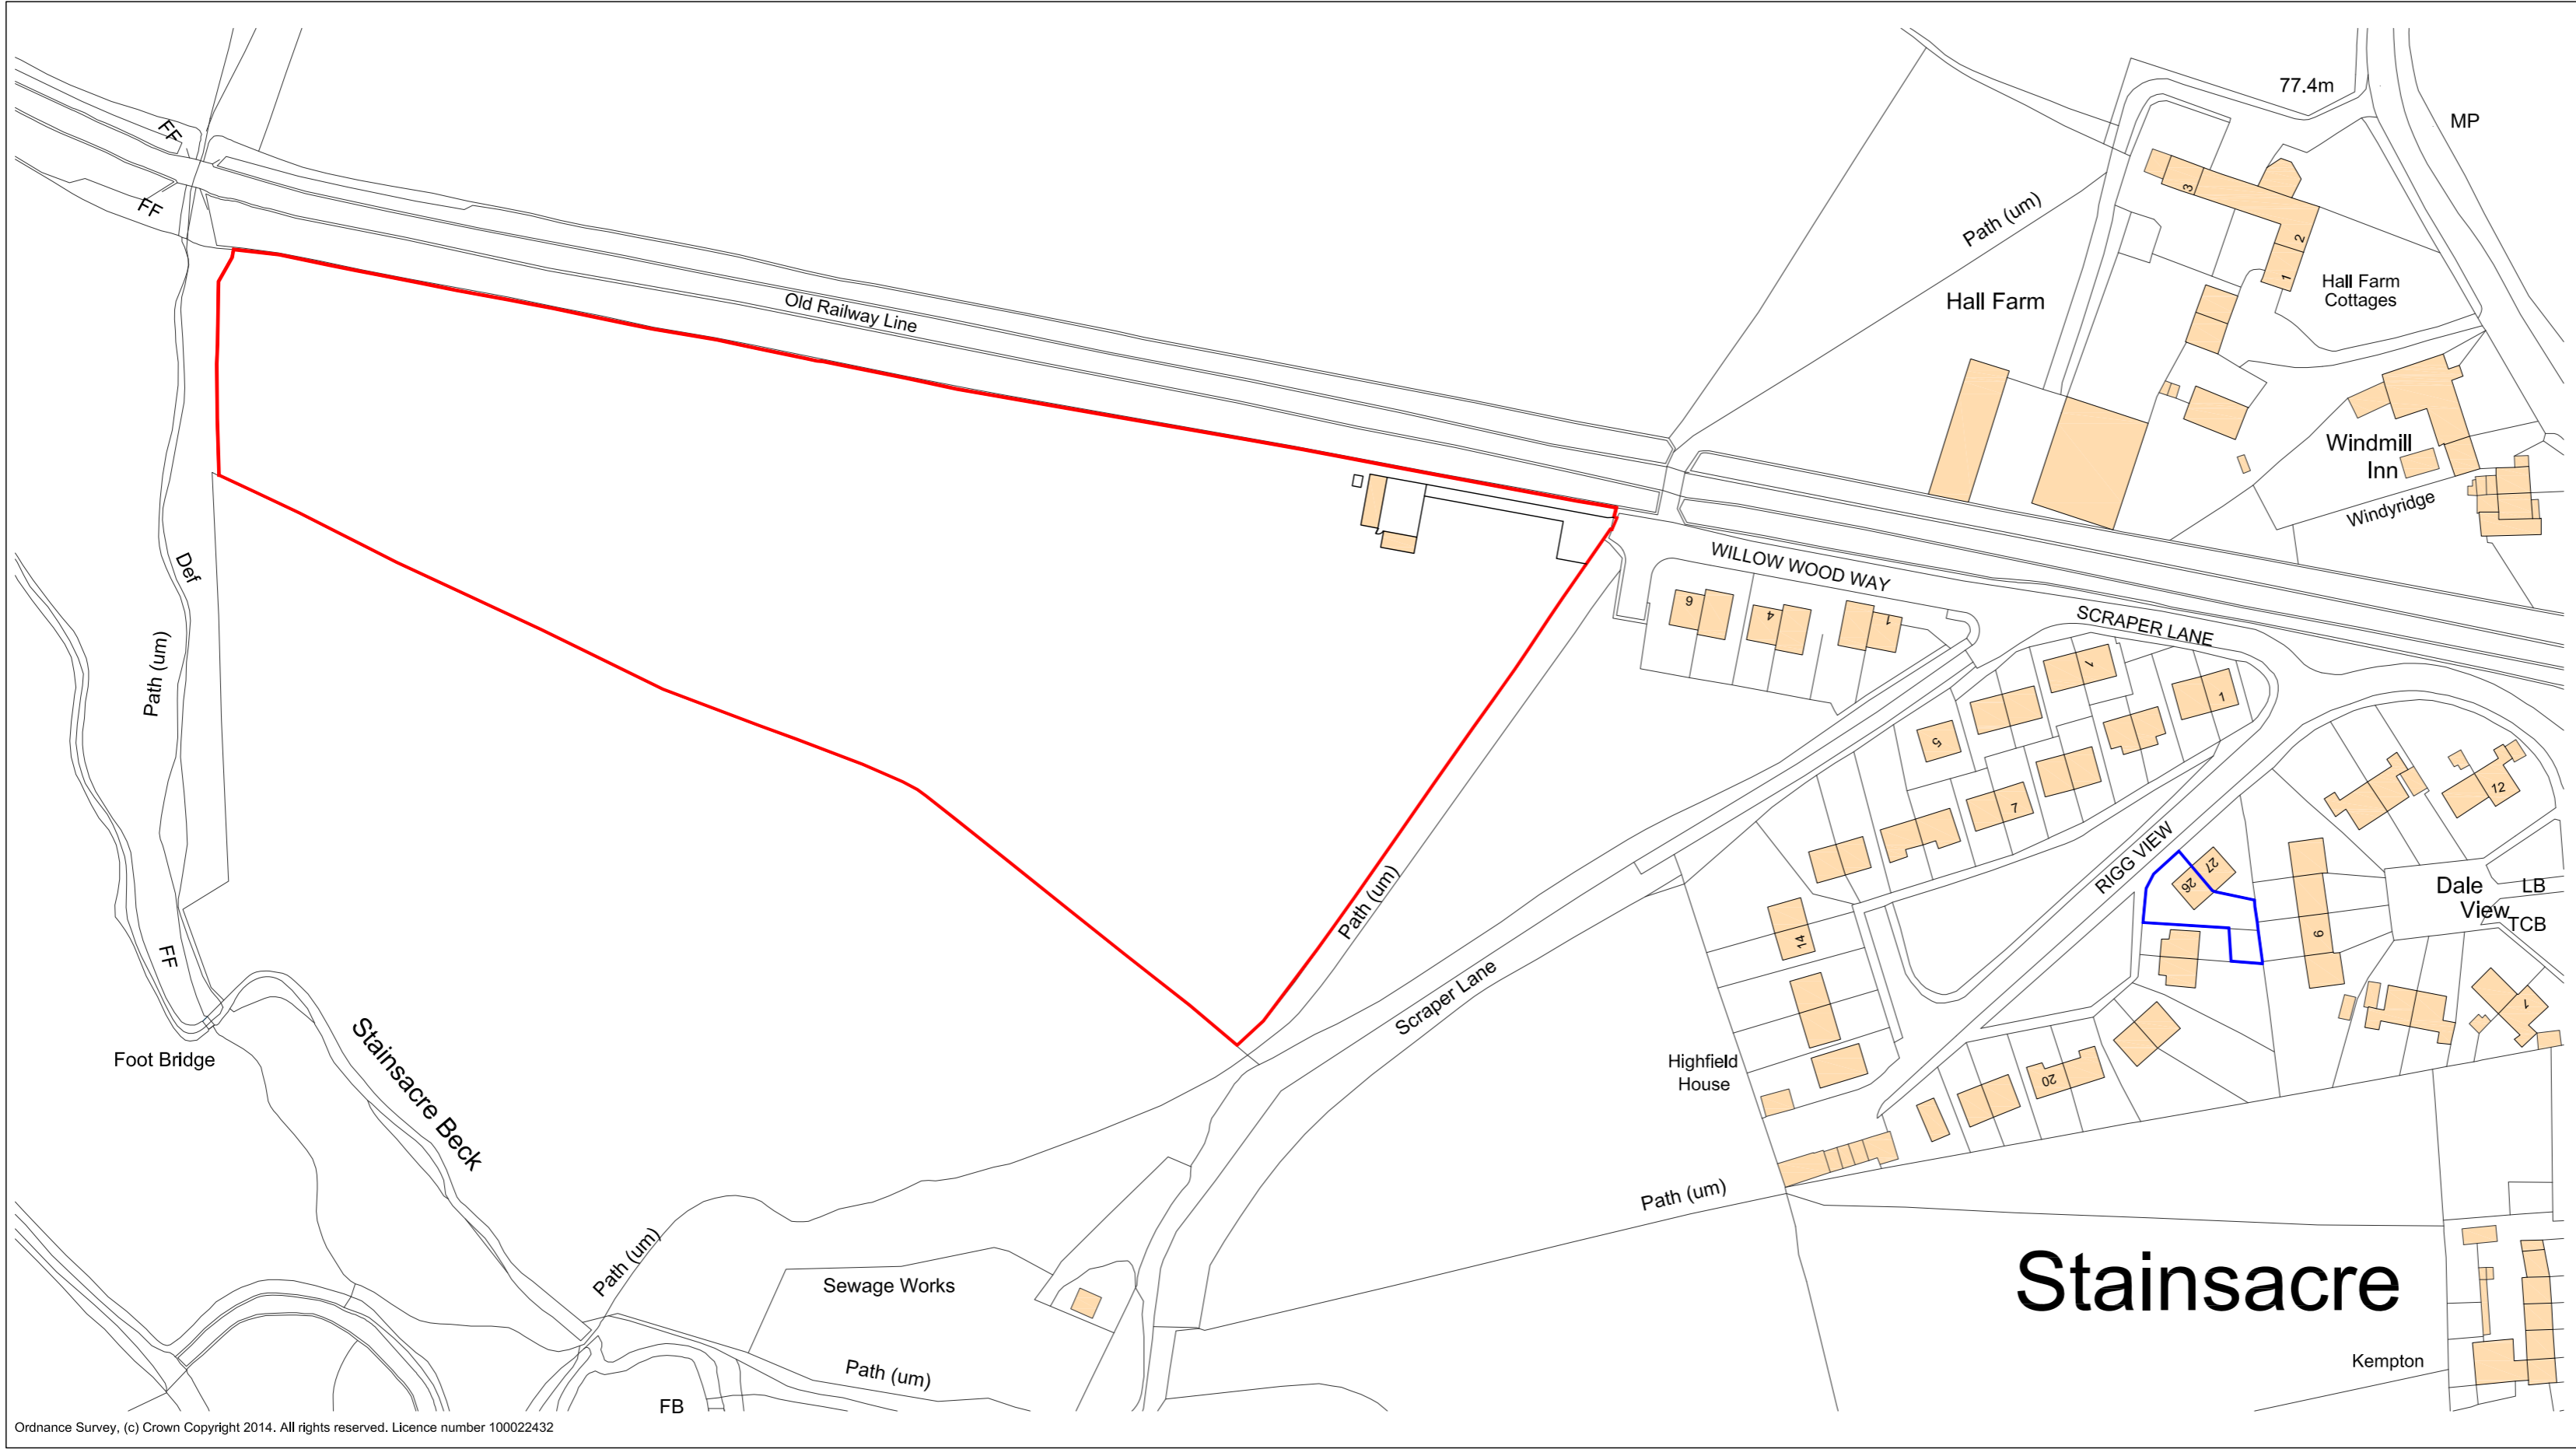 77.4m
MP
FF
FF
3
2
1
Path (um)
Hall Farm
Hall Farm
Cottages
Old Railway Line
Windmill
Inn
Windyridge
WILLOW WOOD WAY
Def
6
4
1
SCRAPER LANE
Path (um)
1
1
5
12
7
RIGG VIEW
27
26
Dale
View
LB
TCB
Path (um)
14
9
FF
Scraper Lane
7
Foot Bridge
Stainsacre Beck
Highfield
House
20
Path (um)
Path (um)
Sewage Works
Stainsacre
Kempton
Path (um)
FB
Ordnance Survey, (c) Crown Copyright 2014. All rights reserved. Licence number 100022432